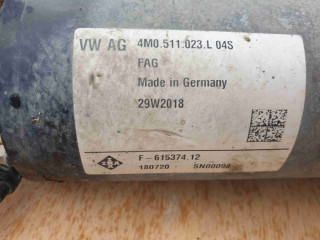 VW AG 4M0.511.023.L 04S
FAG
Made in Germany
29W2018
F-615374.12
180720 SN00098